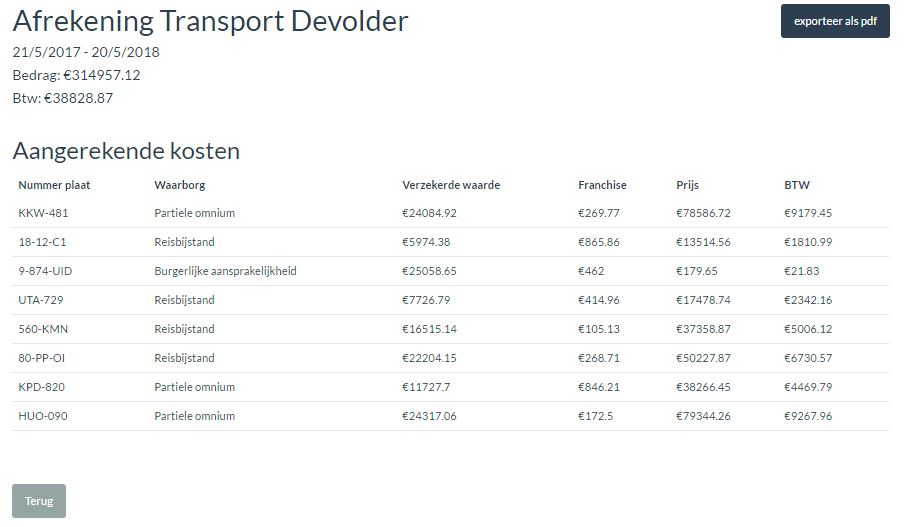 Afrekening Transport Devolder
exporteer als pdf
21/5/2017 - 20/5/2018
Bedrag: €314957.12
Btw: €38828.87
Aangerekende kosten
Nummer plaat Waarborg Verzekerde waarde Franchise Prijs BTW
KKW-481 Partiele omnium €24084.92 €269.77 €78586.72 €9179.45
18-12-C1 Reisbijstand €5974.38 €865.86 €13514.56 €1810.99
9-874-UID Burgerlijke aansprakelijkheid €25058.65 €462 €179.65 €21.83
UTA-729 Reisbijstand €7726.79 €414.96 €17478.74 €2342.16
560-KMN Reisbijstand €16515.14 €105.13 €37358.87 €5006.12
80-PP-OI Reisbijstand €22204.15 €268.71 €50227.87 €6730.57
KPD-820 Partiele omnium €11727.7 €846.21 €38266.45 €4469.79
HUO-090 Partiele omnium €24317.06 €172.5 €79344.26 €9267.96
Terug